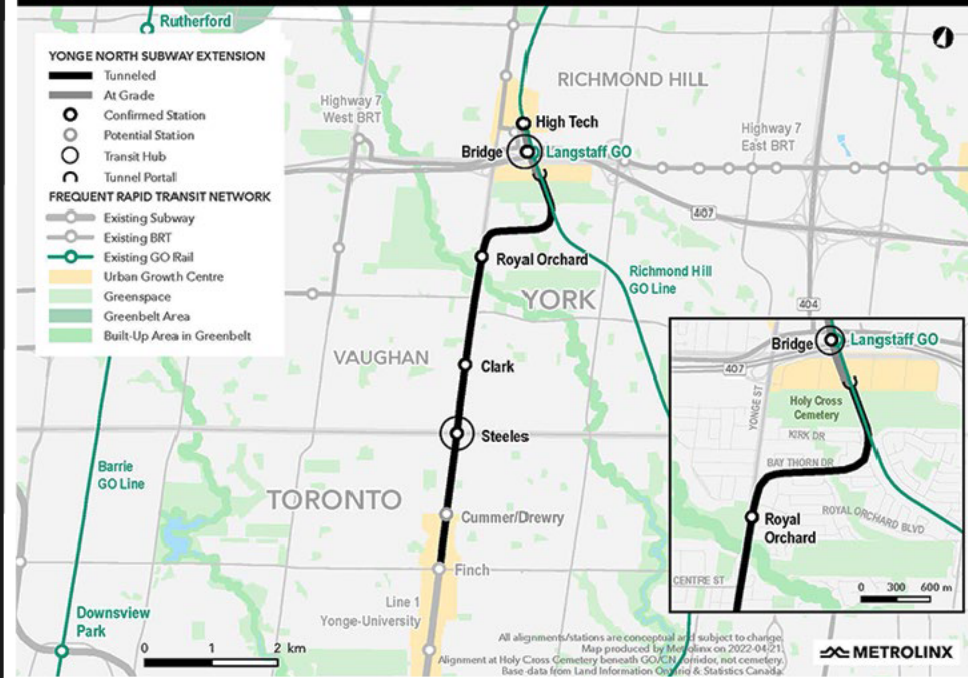 Rutherford
YONGE NORTH SUBWAY EXTENSION
Tunneled
At Grade
Confirmed Station
Potential Station
Transit Hub
Tunnel Portal
FREQUENT RAPID TRANSIT NETWORK
Existing Subway
Existing BRT
Existing GO Rail
Urban Growth Centre
Greenspace
Greenbelt Area
Built-Up Area in Greenbelt
RICHMOND HILL
Highway 7
West BRT
High Tech
Highway 7
East BRT
Bridge
Langstaff GO
407
Royal Orchard
Richmond Hill
GO Line
YORK
404
VAUGHAN
Clark
Steeles
Barrie
GO Line
TORONTO
Cummer/Drewry
Finch
Line 1
Yonge-University
Downsview
Park
0 1 2 km
Bridge
Langstaff GO
407
YONGE ST
Holy Cross
Cemetery
KIRK DR
BAY THORN DR
ROYAL ORCHARD BLVD
Royal
Orchard
CENTRE ST
0 300 600 m
All alignments/stations are conceptual and subject to change.
Map produced by Metrolinx on 2022-04-21.
Alignment at Holy Cross Cemetery beneath GO/CN corridor, not cemetery.
Base data from Land Information Ontario & Statistics Canada.
METROLINX